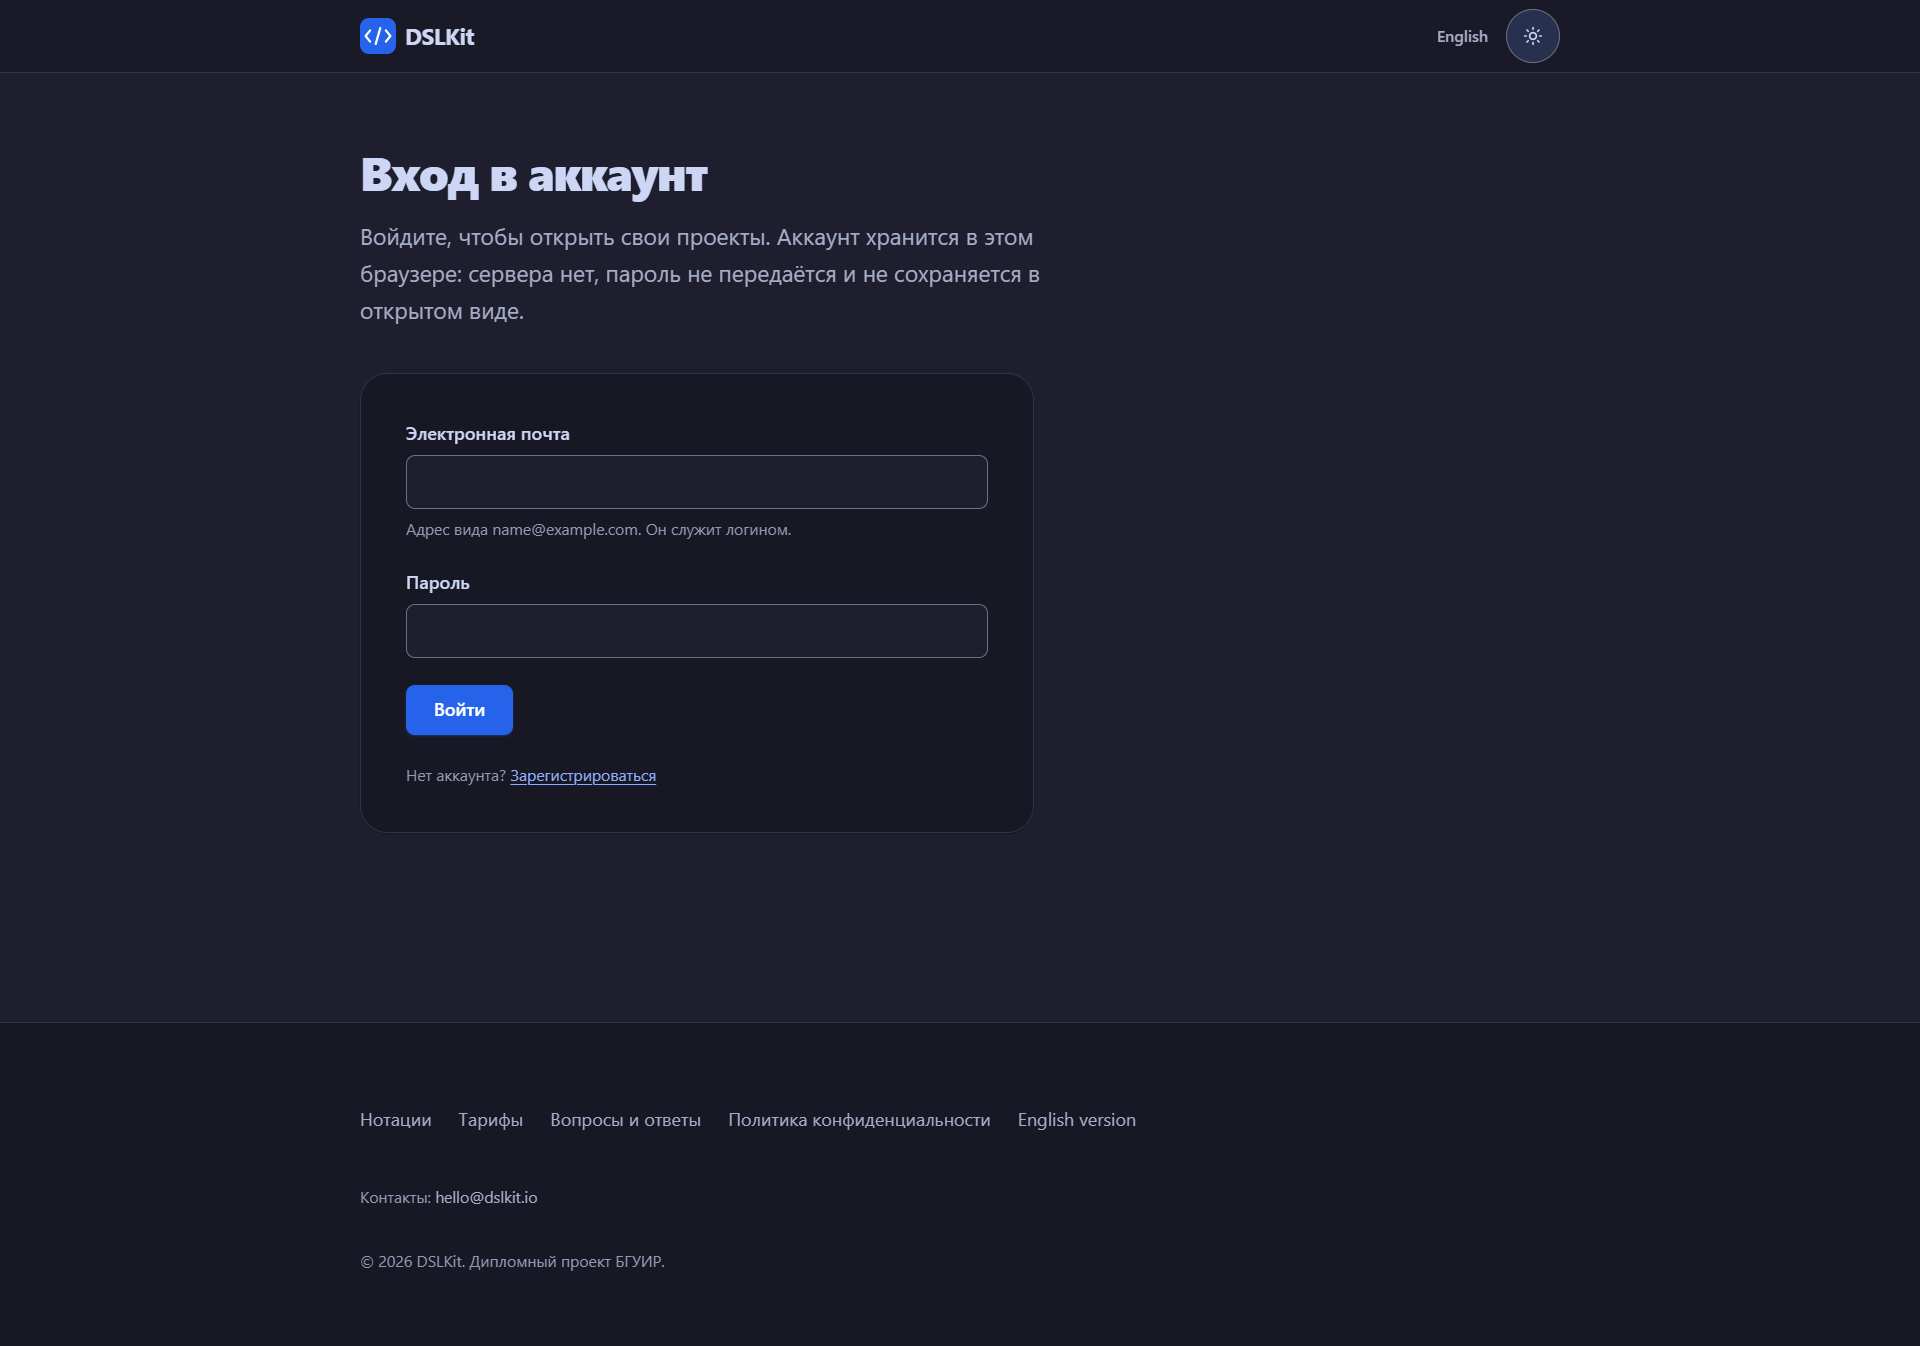 DSLKit
English
Вход в аккаунт
Войдите, чтобы открыть свои проекты. Аккаунт хранится в этом
браузере: сервера нет, пароль не передаётся и не сохраняется в
открытом виде.
Электронная почта
Адрес вида name@example.com. Он служит логином.
Пароль
Войти
Нет аккаунта? Зарегистрироваться
Нотации Тарифы Вопросы и ответы Политика конфиденциальности English version
Контакты: hello@dslkit.io
© 2026 DSLKit. Дипломный проект БГУИР.